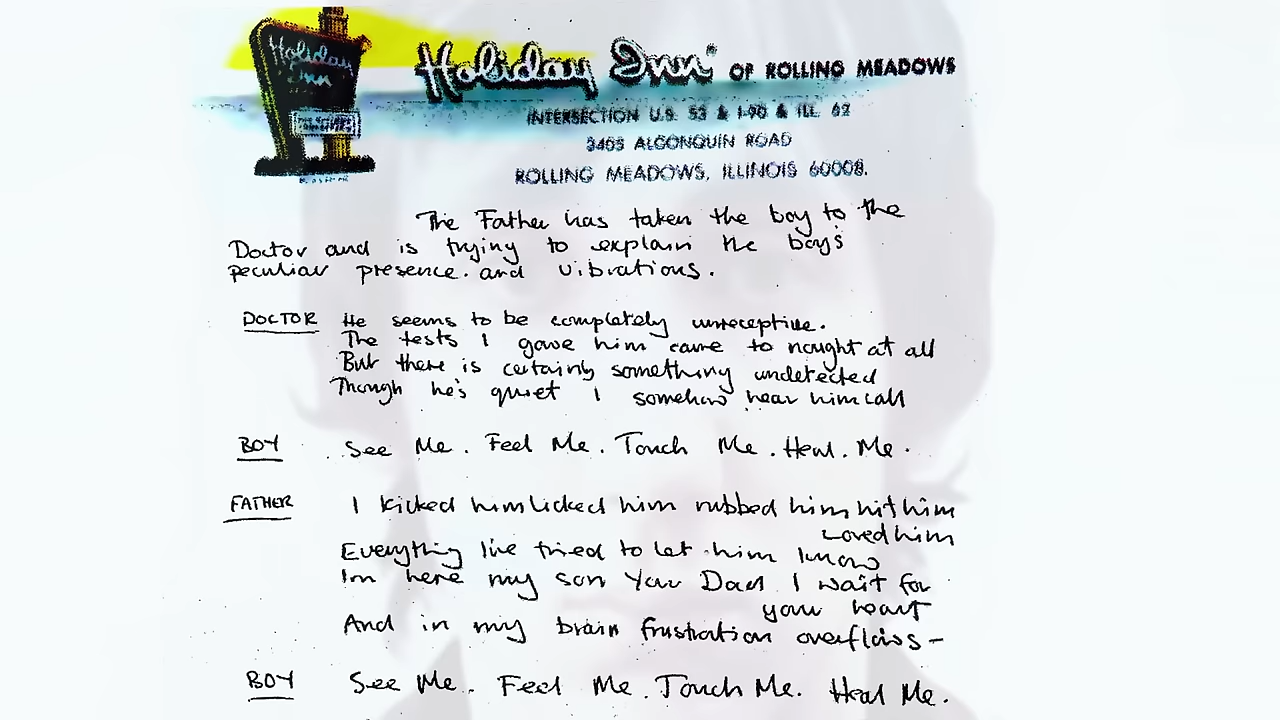 Holiday Inn
Holiday Inn® OF ROLLING MEADOWS
INTERSECTION U.S. 53 & I-90 & ILL. 62
3405 ALGONQUIN ROAD
ROLLING MEADOWS, ILLINOIS 60008.
The Father has taken the boy to the
Doctor and is trying to explain the boy's
peculiar presence. and vibrations.
DOCTOR He seems to be completely unreceptive.
The tests I gave him came to nought at all
But there is certainly something undetected
Though he's quiet I somehow hear him call
BOY See Me. Feel Me. Touch Me. Heal. Me.
FATHER I kicked him licked him rubbed him hit him
Loved him
Everything I've tried to let him know
Im here my son Your Dad I wait for
your
And in my brain frustration overflows -
BOY See Me. Feel Me. Touch Me. Heal Me.